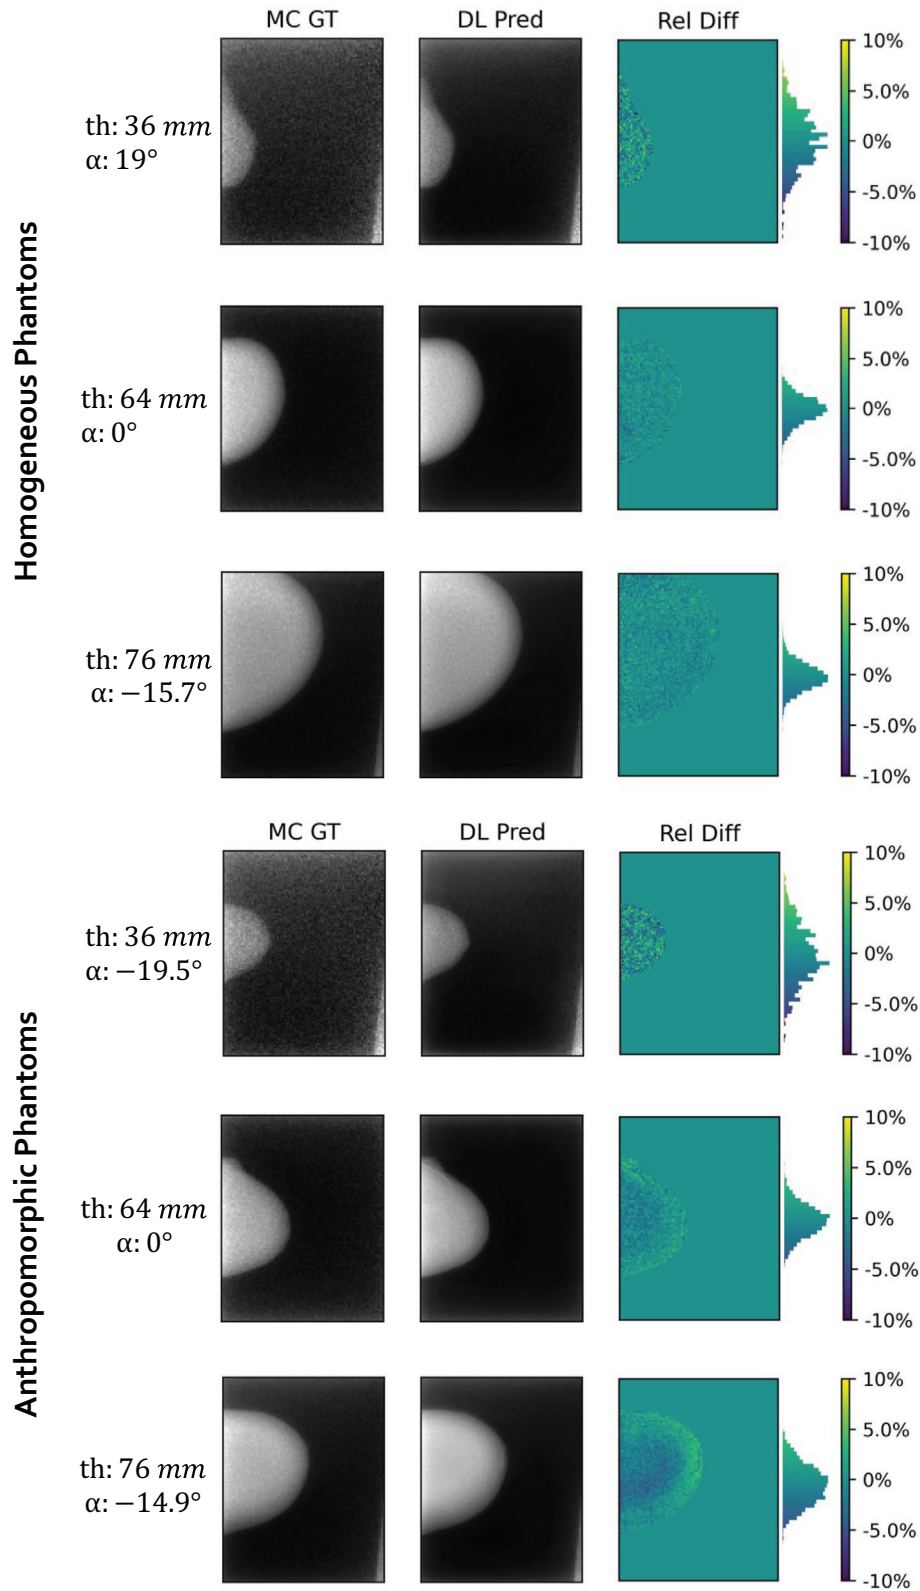 Homogeneous Phantoms
MC GT DL Pred Rel Diff
th: 36 mm
α: 19°
10%
5.0%
0%
-5.0%
-10%
th: 64 mm
α: 0°
10%
5.0%
0%
-5.0%
-10%
th: 76 mm
α: −15.7°
10%
5.0%
0%
-5.0%
-10%
Anthropomorphic Phantoms
MC GT DL Pred Rel Diff
th: 36 mm
α: −19.5°
10%
5.0%
0%
-5.0%
-10%
th: 64 mm
α: 0°
10%
5.0%
0%
-5.0%
-10%
th: 76 mm
α: −14.9°
10%
5.0%
0%
-5.0%
-10%